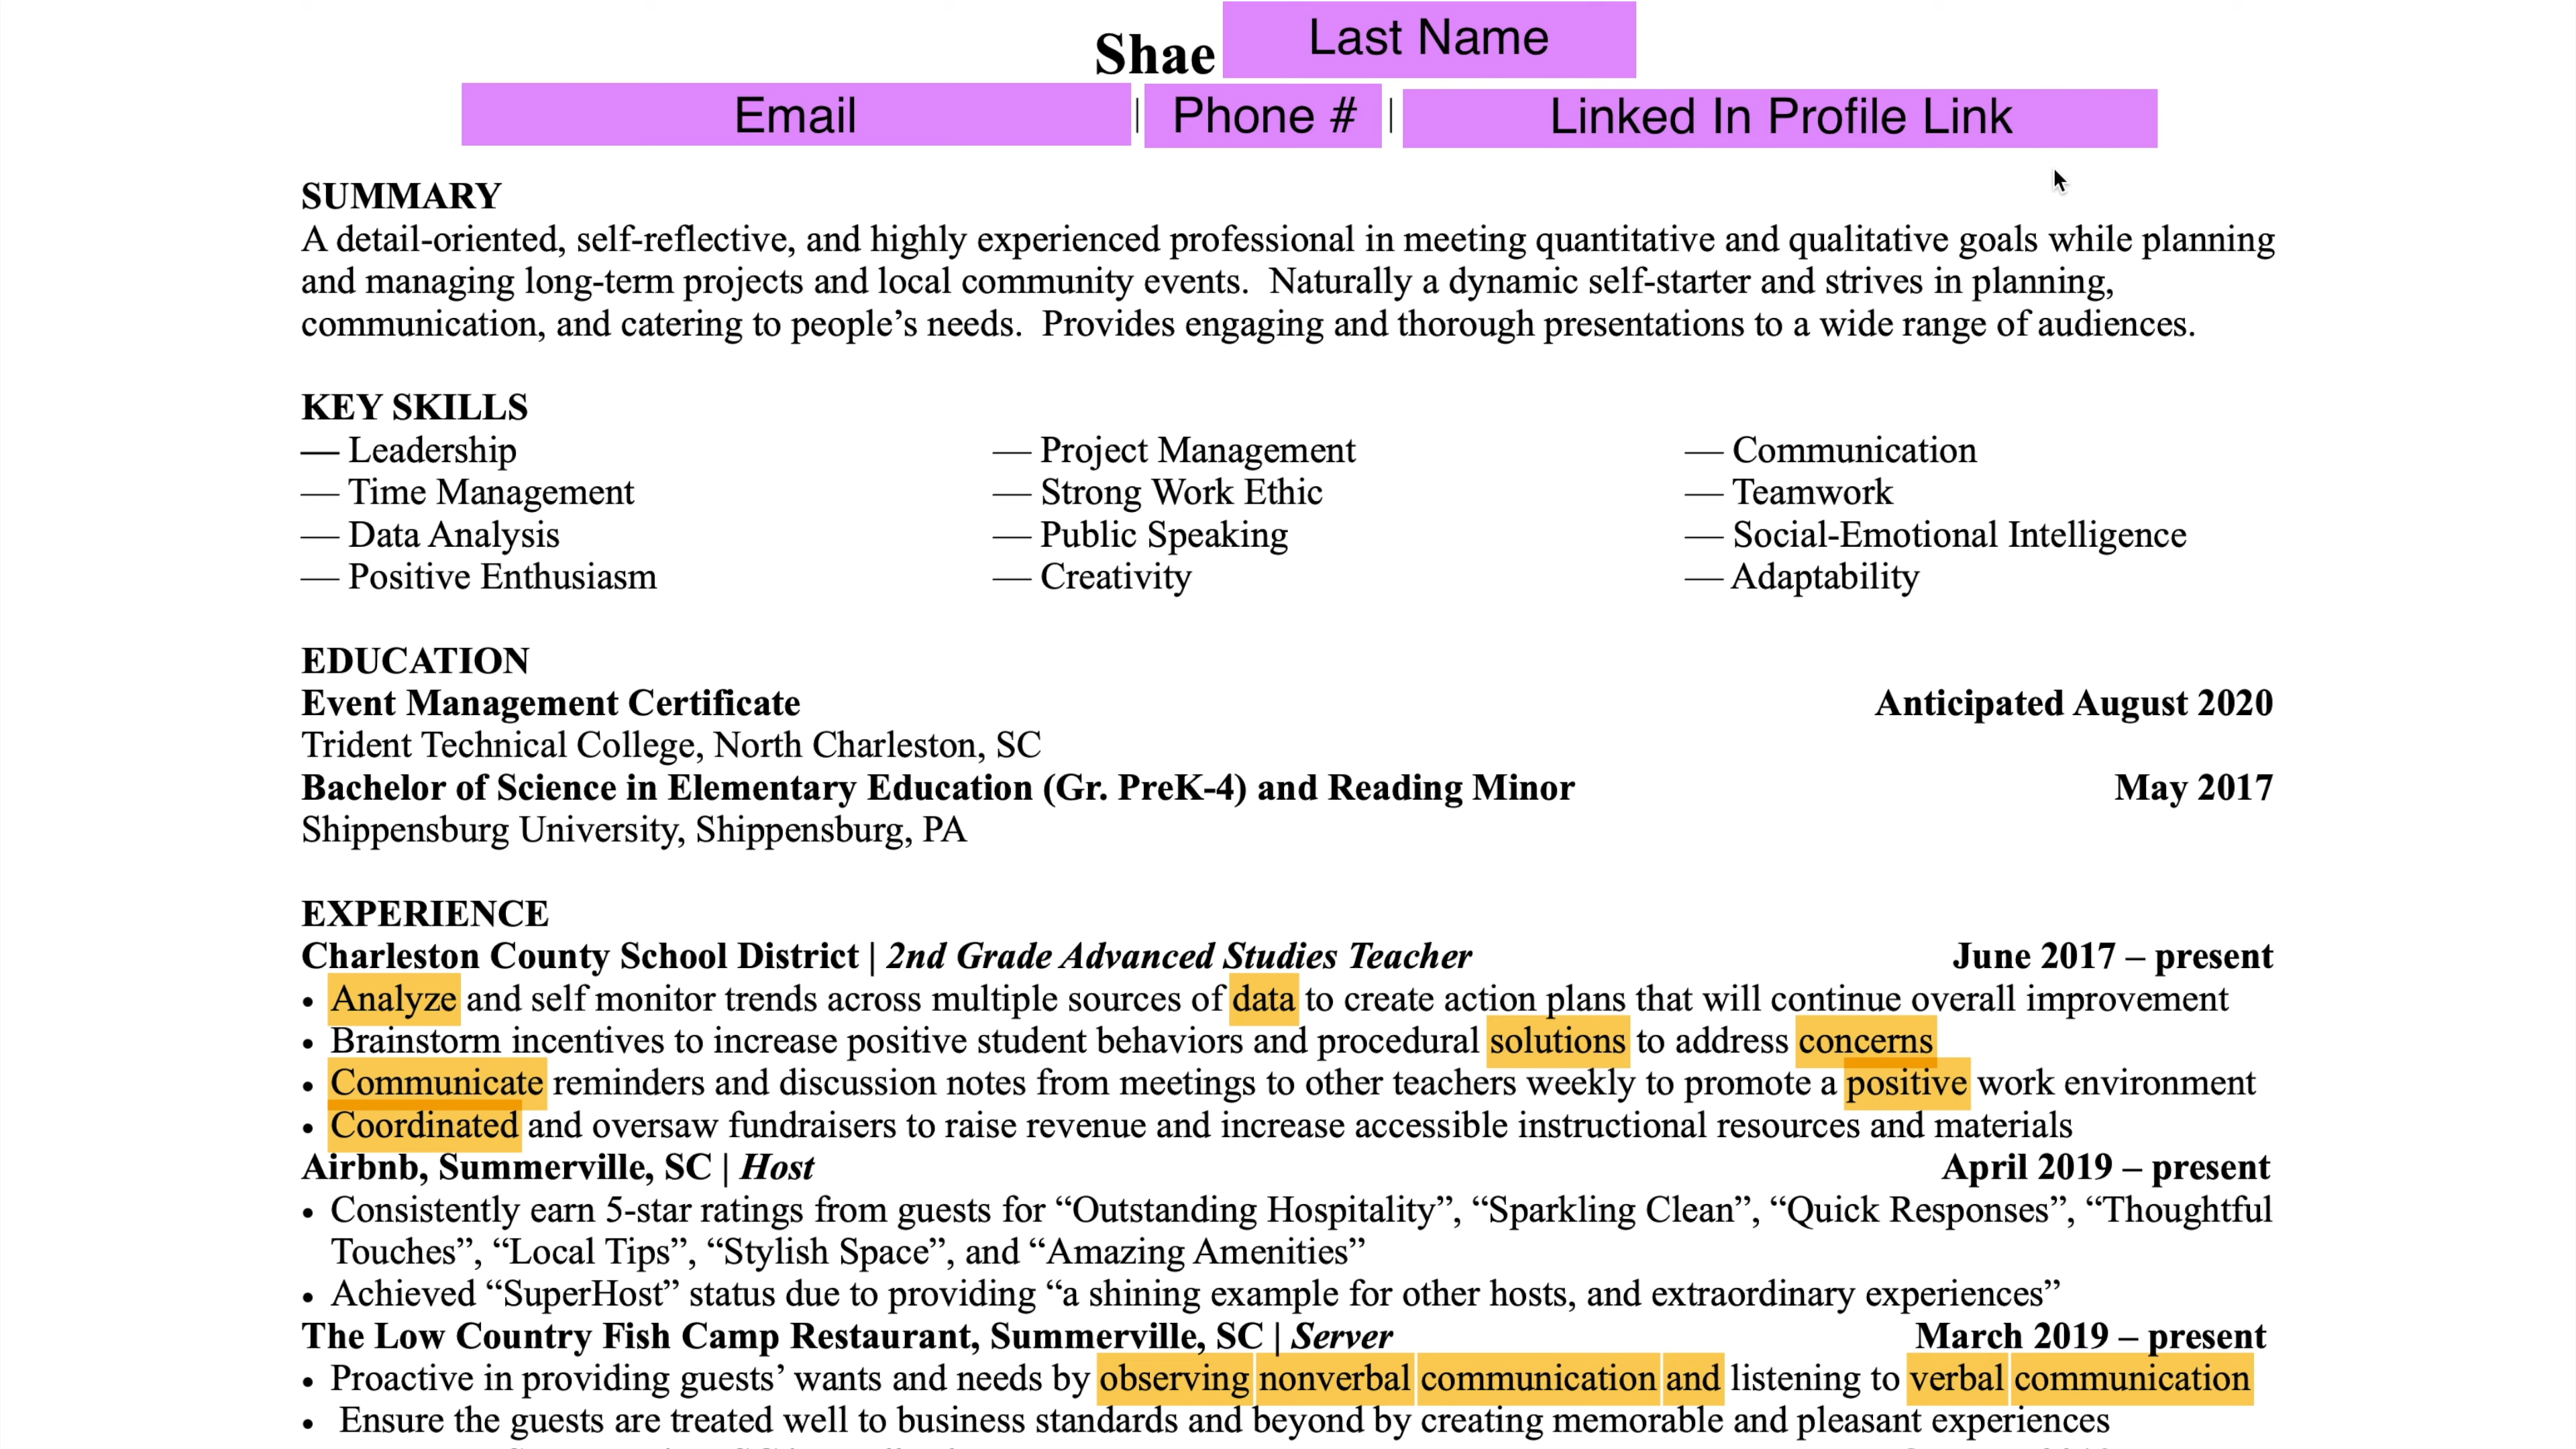 Shae Last Name
Email | Phone # | Linked In Profile Link
SUMMARY
A detail-oriented, self-reflective, and highly experienced professional in meeting quantitative and qualitative goals while planning
and managing long-term projects and local community events.  Naturally a dynamic self-starter and strives in planning,
communication, and catering to people’s needs.  Provides engaging and thorough presentations to a wide range of audiences.
KEY SKILLS
— Leadership — Project Management — Communication
— Time Management — Strong Work Ethic — Teamwork
— Data Analysis — Public Speaking — Social-Emotional Intelligence
— Positive Enthusiasm — Creativity — Adaptability
EDUCATION
Event Management Certificate Anticipated August 2020
Trident Technical College, North Charleston, SC
Bachelor of Science in Elementary Education (Gr. PreK-4) and Reading Minor May 2017
Shippensburg University, Shippensburg, PA
EXPERIENCE
Charleston County School District | 2nd Grade Advanced Studies Teacher June 2017 – present
• Analyze and self monitor trends across multiple sources of data to create action plans that will continue overall improvement
• Brainstorm incentives to increase positive student behaviors and procedural solutions to address concerns
• Communicate reminders and discussion notes from meetings to other teachers weekly to promote a positive work environment
• Coordinated and oversaw fundraisers to raise revenue and increase accessible instructional resources and materials
Airbnb, Summerville, SC | Host April 2019 – present
• Consistently earn 5-star ratings from guests for “Outstanding Hospitality”, “Sparkling Clean”, “Quick Responses”, “Thoughtful
Touches”, “Local Tips”, “Stylish Space”, and “Amazing Amenities”
• Achieved “SuperHost” status due to providing “a shining example for other hosts, and extraordinary experiences”
The Low Country Fish Camp Restaurant, Summerville, SC | Server March 2019 – present
• Proactive in providing guests’ wants and needs by observing nonverbal communication and listening to verbal communication
• Ensure the guests are treated well to business standards and beyond by creating memorable and pleasant experiences